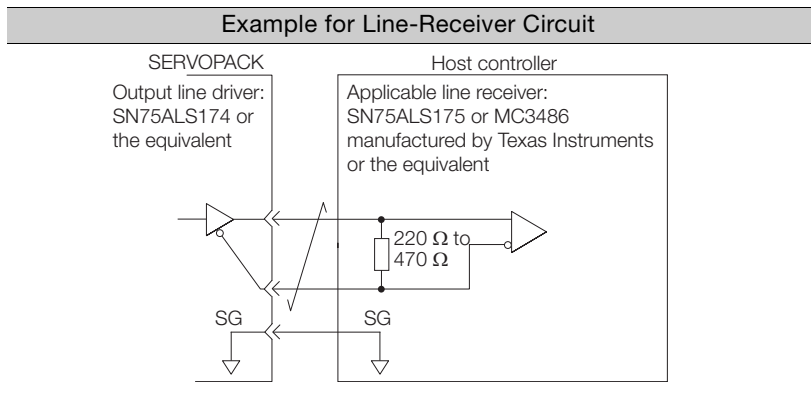 Example for Line-Receiver Circuit
SERVOPACK
Host controller
Output line driver:
SN75ALS174 or
the equivalent
Applicable line receiver:
SN75ALS175 or MC3486
manufactured by Texas Instruments
or the equivalent
220 Ω to
470 Ω
SG
SG